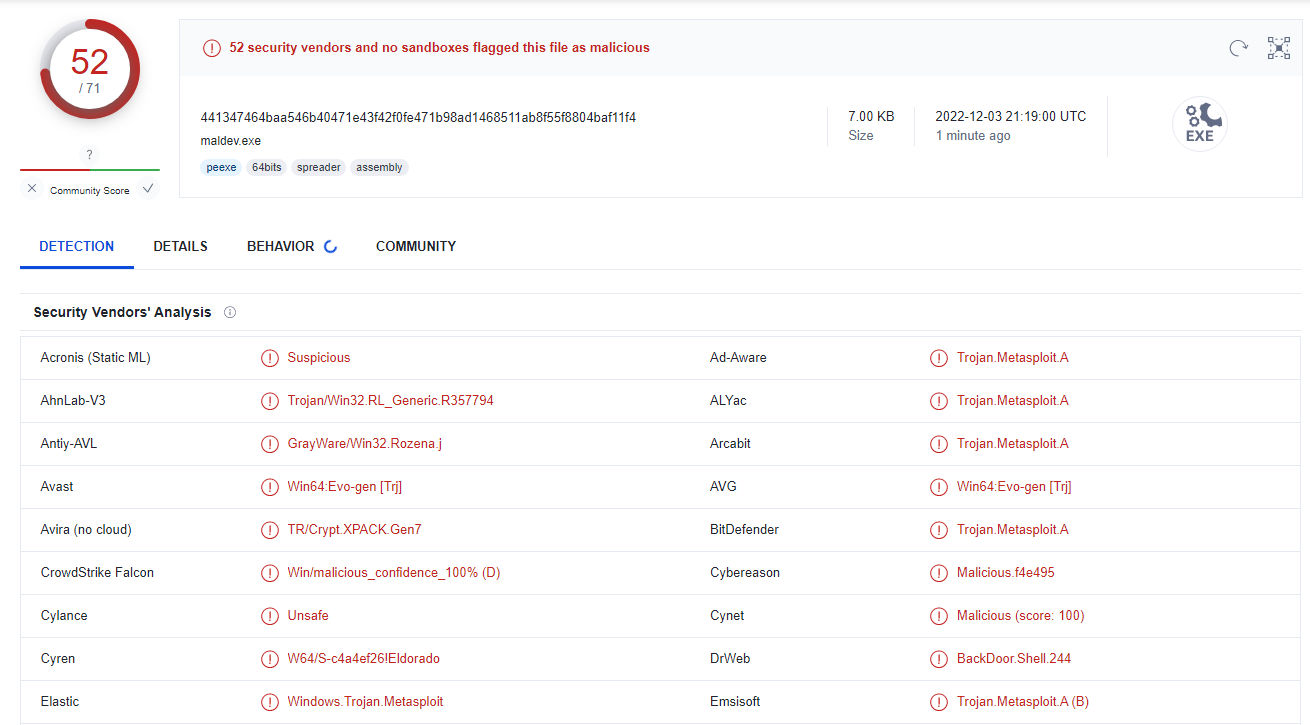 52
/ 71
?
Community Score
52 security vendors and no sandboxes flagged this file as malicious
441347464baa546b40471e43f42f0fe471b98ad1468511ab8f55f8804baf11f4
maldev.exe
peexe 64bits spreader assembly
7.00 KB
Size
2022-12-03 21:19:00 UTC
1 minute ago
EXE
DETECTION DETAILS BEHAVIOR COMMUNITY
Security Vendors' Analysis
Acronis (Static ML) Suspicious Ad-Aware Trojan.Metasploit.A
AhnLab-V3 Trojan/Win32.RL_Generic.R357794 ALYac Trojan.Metasploit.A
Antiy-AVL GrayWare/Win32.Rozena.j Arcabit Trojan.Metasploit.A
Avast Win64:Evo-gen [Trj] AVG Win64:Evo-gen [Trj]
Avira (no cloud) TR/Crypt.XPACK.Gen7 BitDefender Trojan.Metasploit.A
CrowdStrike Falcon Win/malicious_confidence_100% (D) Cybereason Malicious.f4e495
Cylance Unsafe Cynet Malicious (score: 100)
Cyren W64/S-c4a4ef26!Eldorado DrWeb BackDoor.Shell.244
Elastic Windows.Trojan.Metasploit Emsisoft Trojan.Metasploit.A (B)